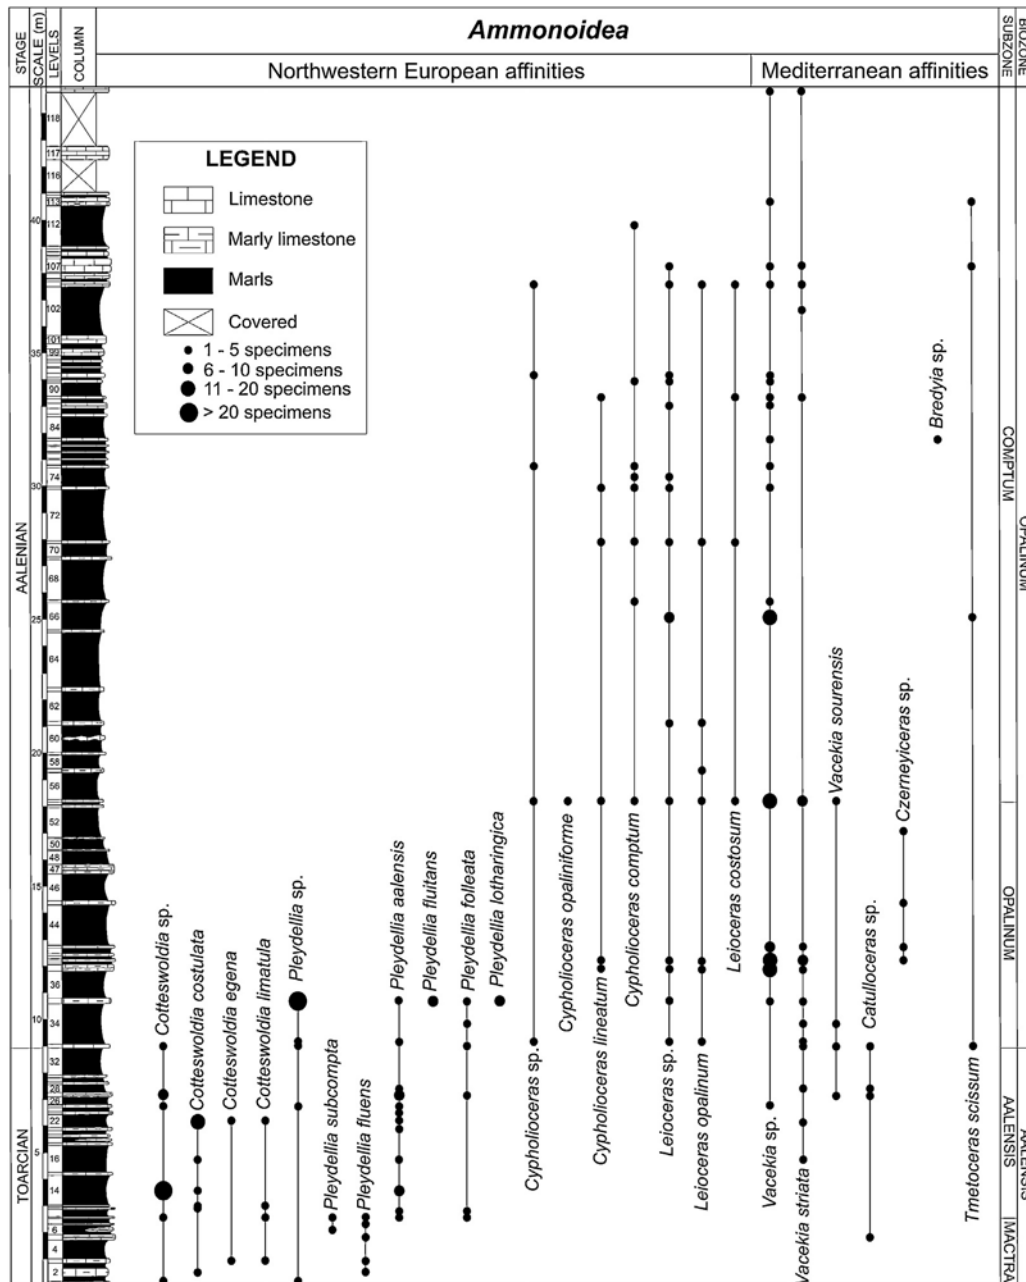 Ammonoidea
STAGE
SCALE (m)
LEVELS
COLUMN
Northwestern European affinities
Mediterranean affinities
SUBZONE
BIOZONE
LEGEND
Limestone
Marly limestone
Marls
Covered
1 - 5 specimens
6 - 10 specimens
11 - 20 specimens
> 20 specimens
AALENIAN
TOARCIAN
40
35
30
25
20
15
10
5
118
117
116
113
112
107
102
101
99
90
84
74
72
70
68
66
64
62
60
58
56
52
50
48
47
46
44
36
34
32
28
26
22
16
14
6
4
2
Cotteswoldia sp.
Cotteswoldia costulata
Cotteswoldia egena
Cotteswoldia limatula
Pleydellia sp.
Pleydellia subcompta
Pleydellia fluens
Pleydellia aalensis
Pleydellia fluitans
Pleydellia folleata
Pleydellia lotharingica
Cypholioceras sp.
Cypholioceras opaliniforme
Cypholioceras lineatum
Cypholioceras comptum
Leioceras sp.
Leioceras opalinum
Leioceras costosum
Vacekia sp.
Vacekia striata
Vacekia sourensis
Catulloceras sp.
Czerneyiceras sp.
Bredyia sp.
Tmetoceras scissum
COMPTUM
OPALINUM
AALENSIS
MACTRA
OPALINUM
AALENSIS